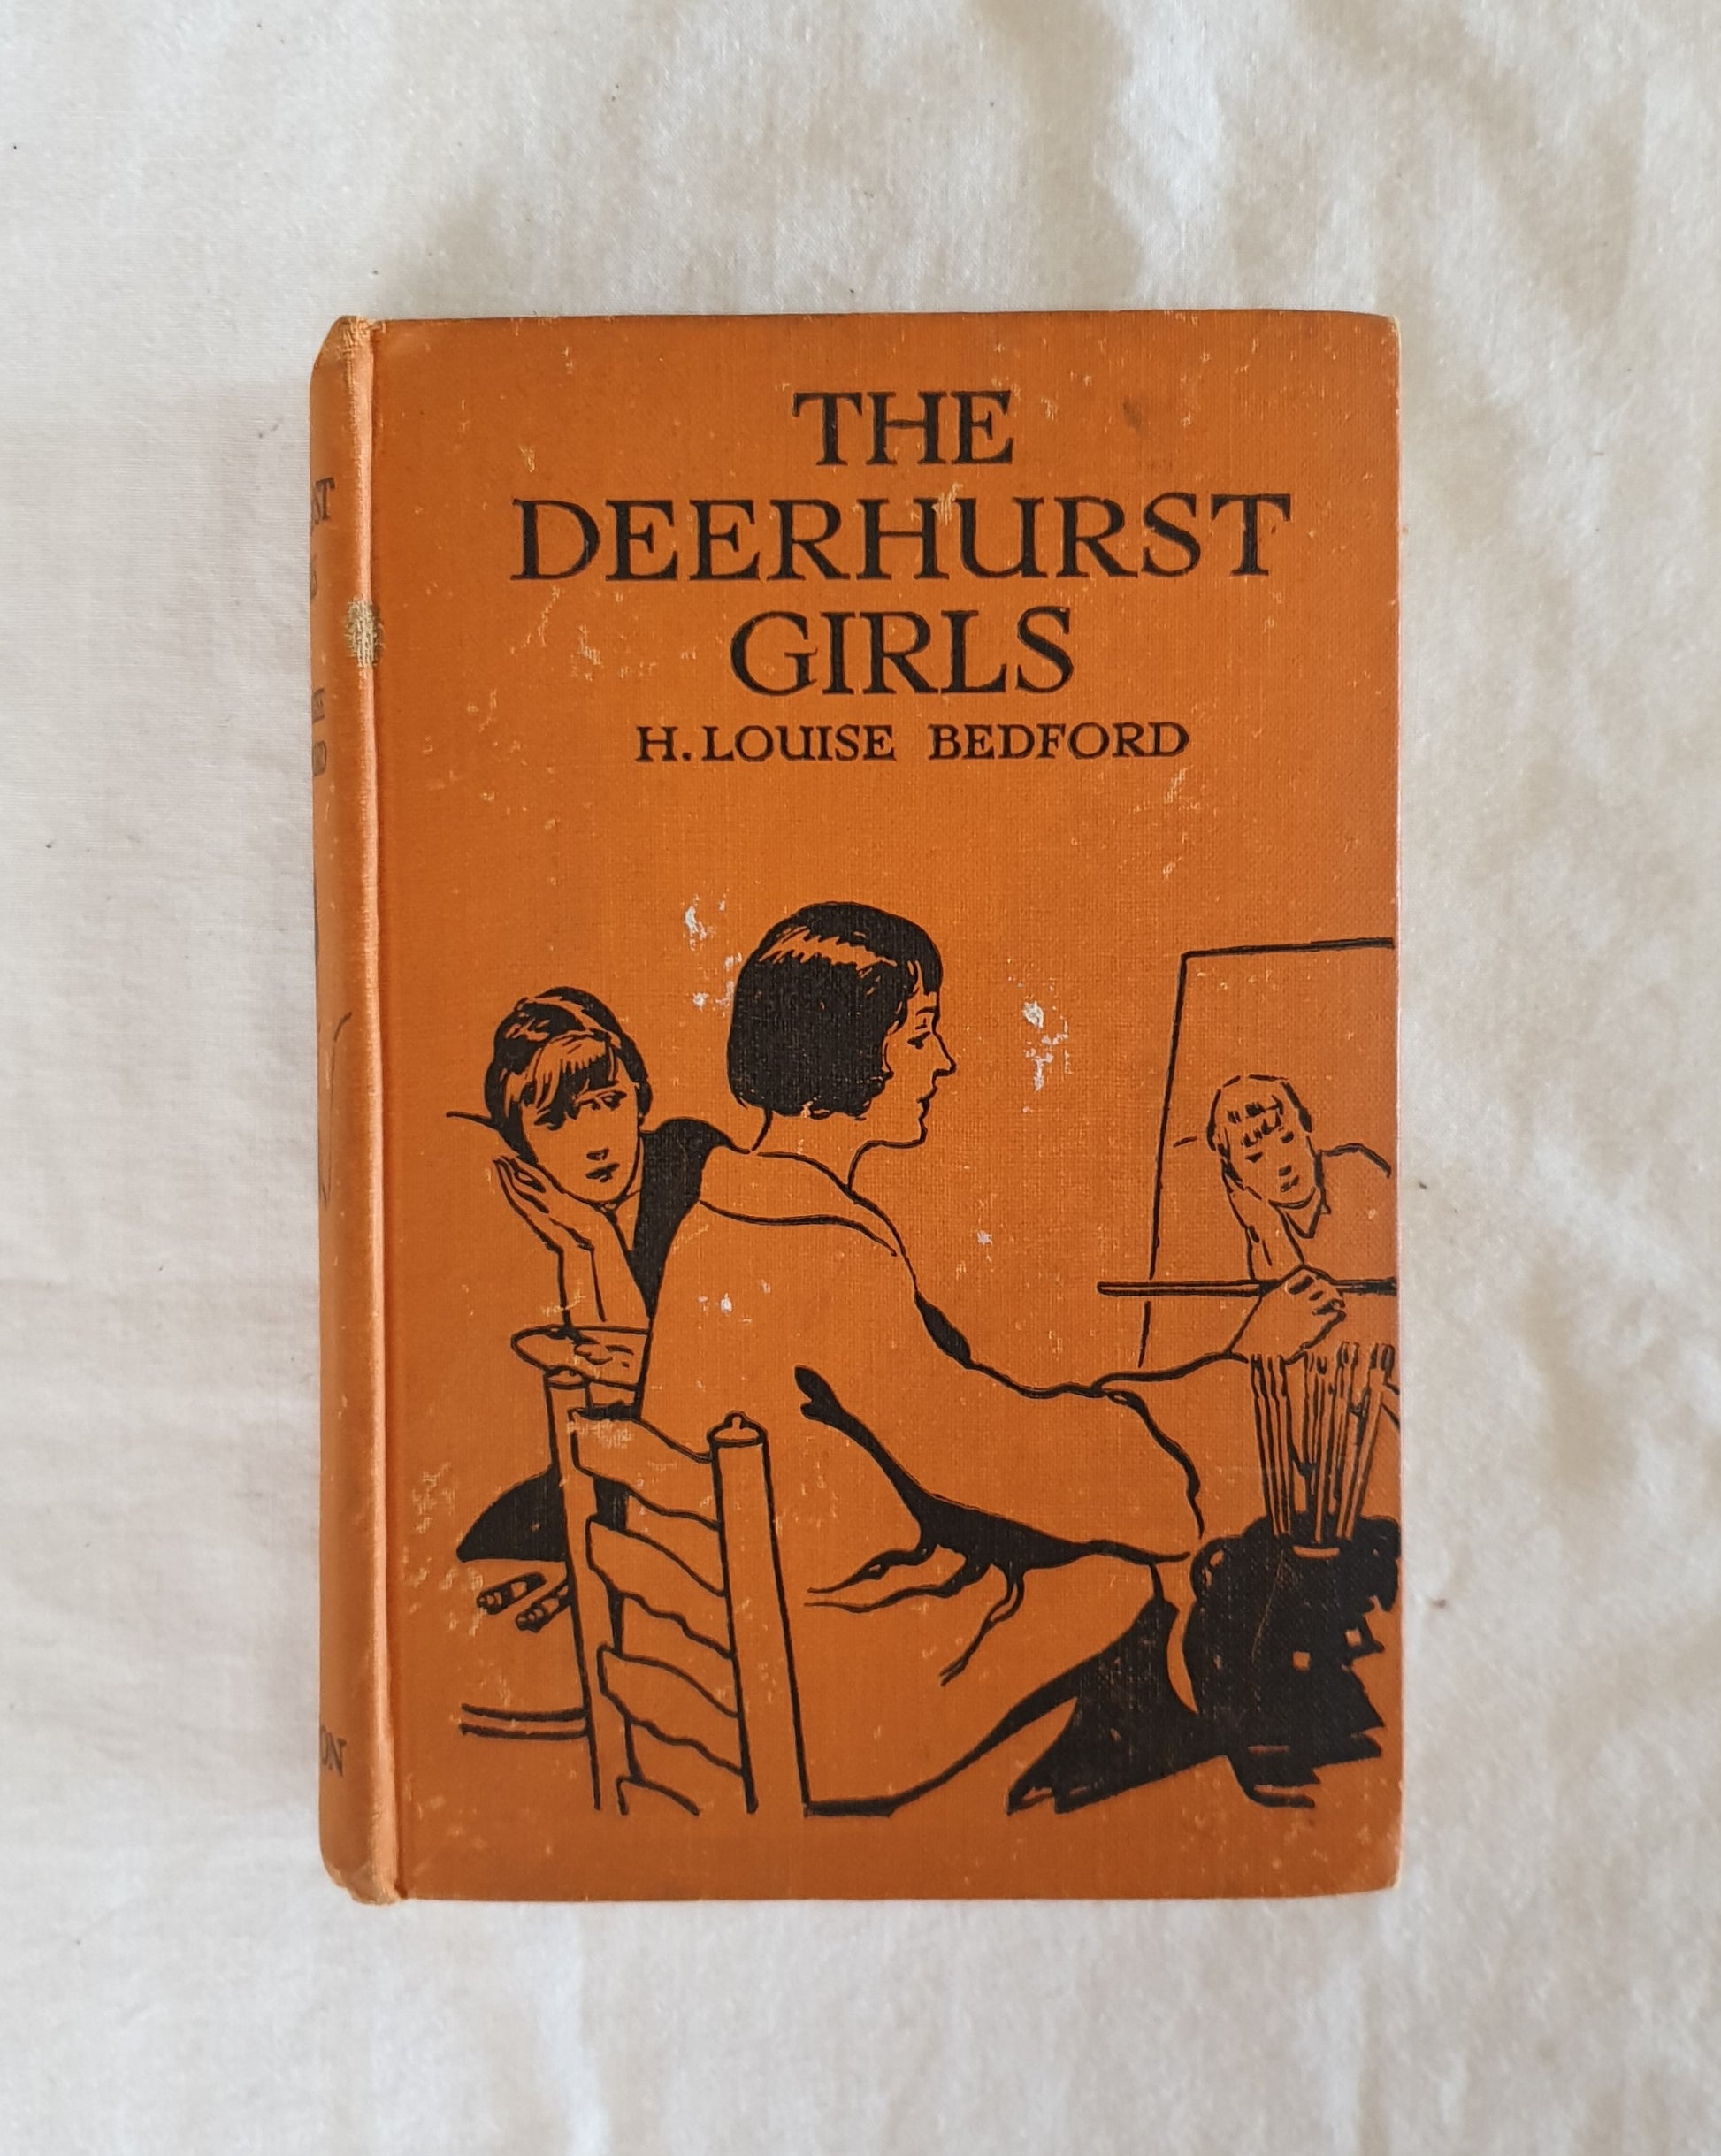 THE
DEERHURST
GIRLS
H. LOUISE BEDFORD